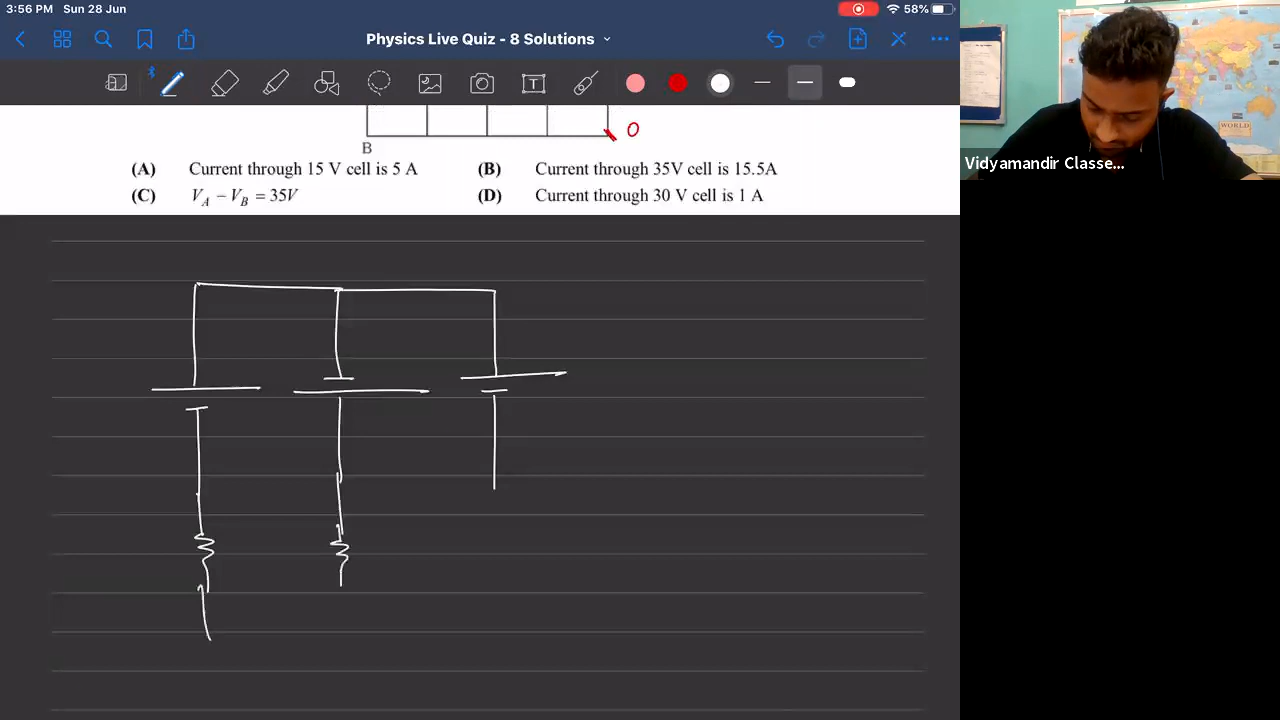 3:56 PM Sun 28 Jun
58%
Physics Live Quiz - 8 Solutions
0
B
(A) Current through 15 V cell is 5 A (B) Current through 35V cell is 15.5A
(C) V_A − V_B = 35V (D) Current through 30 V cell is 1 A
WORLD
Vidyamandir Classe...